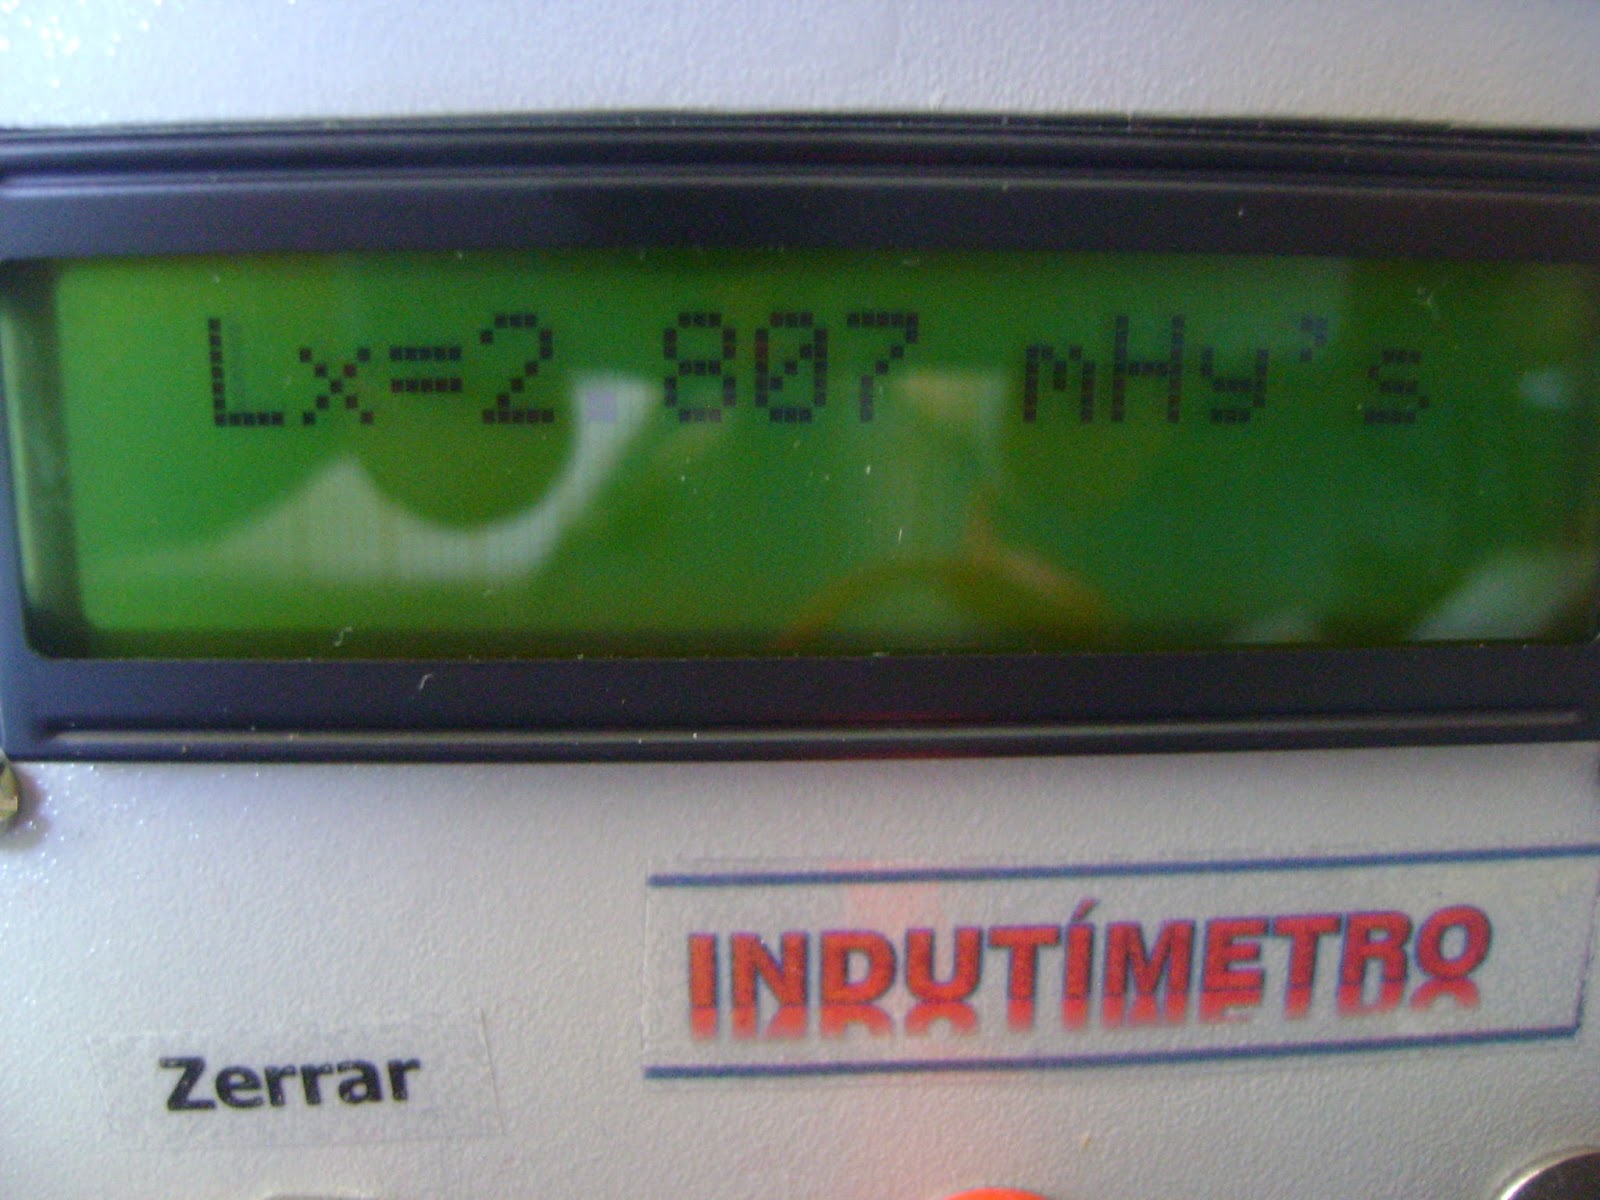 Lx=2.807 mHy's
INDUTÍMETRO
Zerrar